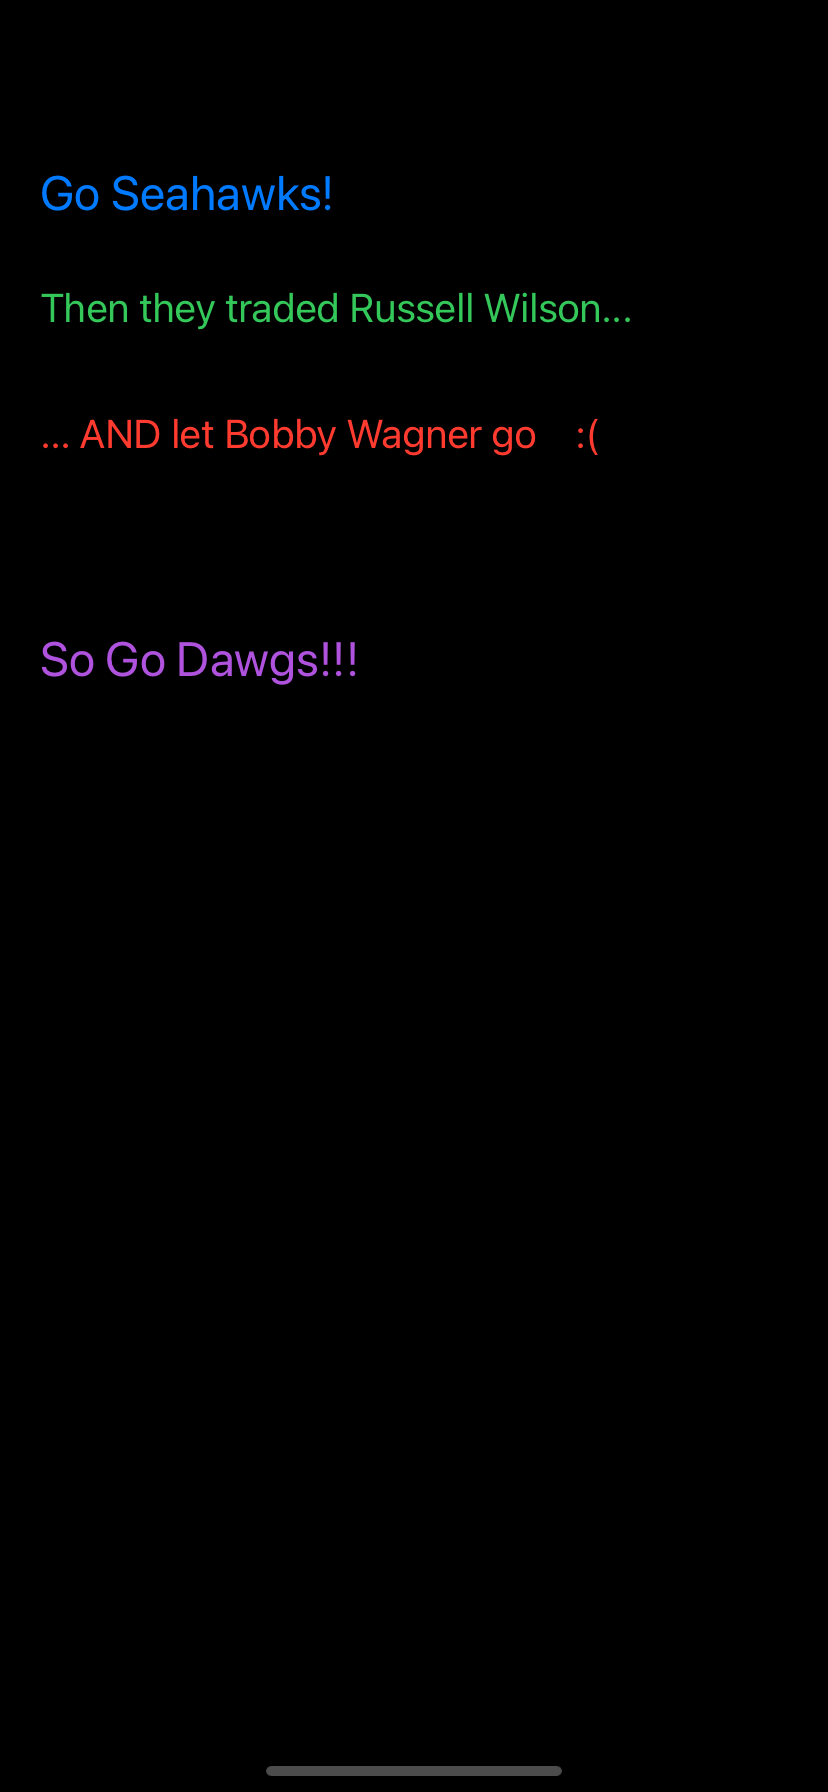 Go Seahawks!
Then they traded Russell Wilson...
... AND let Bobby Wagner go    :(
So Go Dawgs!!!